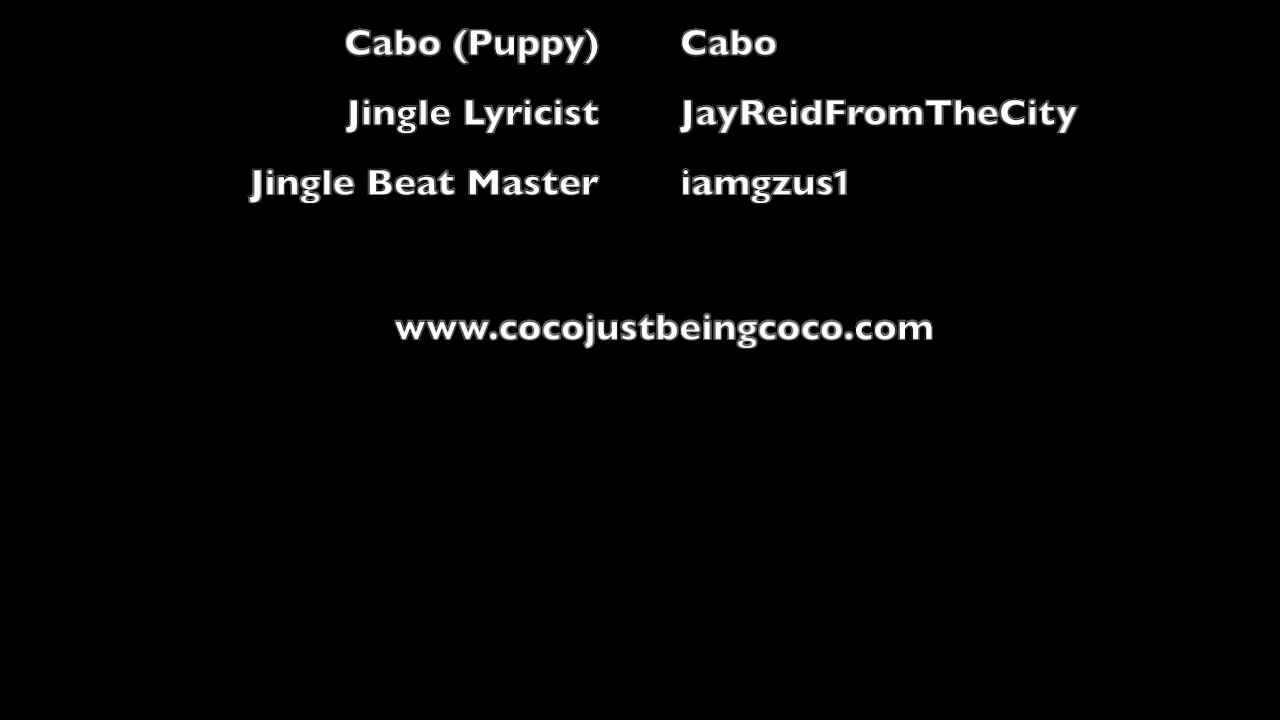 Cabo (Puppy) Cabo
Jingle Lyricist JayReidFromTheCity
Jingle Beat Master iamgzus1
www.cocojustbeingcoco.com